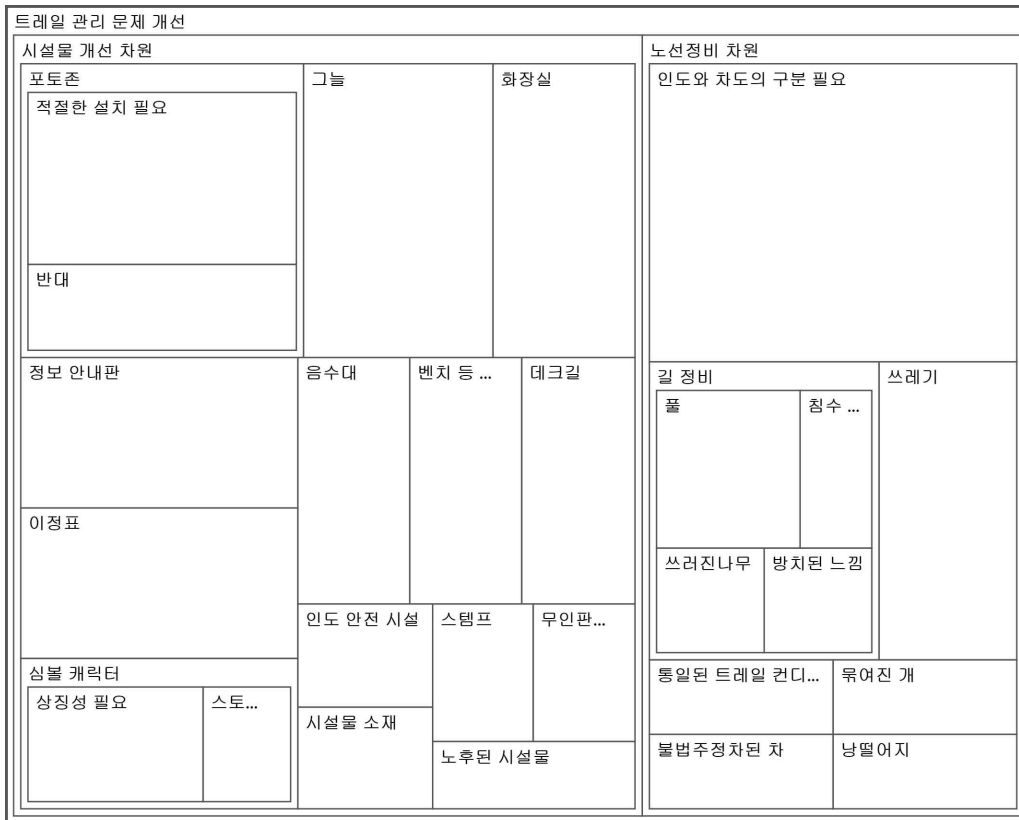 트레일 관리 문제 개선
시설물 개선 차원
포토존
적절한 설치 필요
반대
그늘
화장실
정보 안내판
이정표
심볼 캐릭터
상징성 필요
스토...
음수대
벤치 등 ...
데크길
인도 안전 시설
시설물 소재
스템프
무인판...
노후된 시설물
노선정비 차원
인도와 차도의 구분 필요
길 정비
풀
침수 ...
쓰러진나무
방치된 느낌
쓰레기
통일된 트레일 컨디...
묶여진 개
불법주정차된 차
낭떨어지